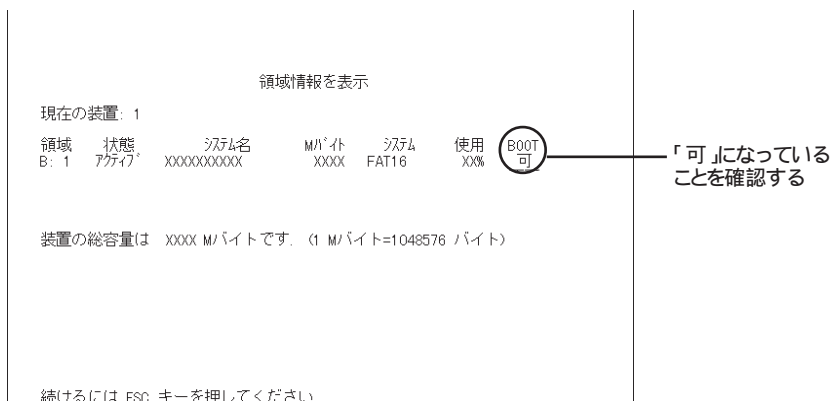 領域情報を表示
現在の装置: 1
領域 状態 ｼｽﾃﾑ名 Mﾊﾞｲﾄ ｼｽﾃﾑ 使用 BOOT
B: 1 ｱｸﾃｨﾌﾞ XXXXXXXXXX XXXX FAT16 XX% 可
「可」になっている
ことを確認する
装置の総容量は XXXX Mバイトです. (1 Mバイト=1048576 バイト)
続けるには ESC キーを押してください